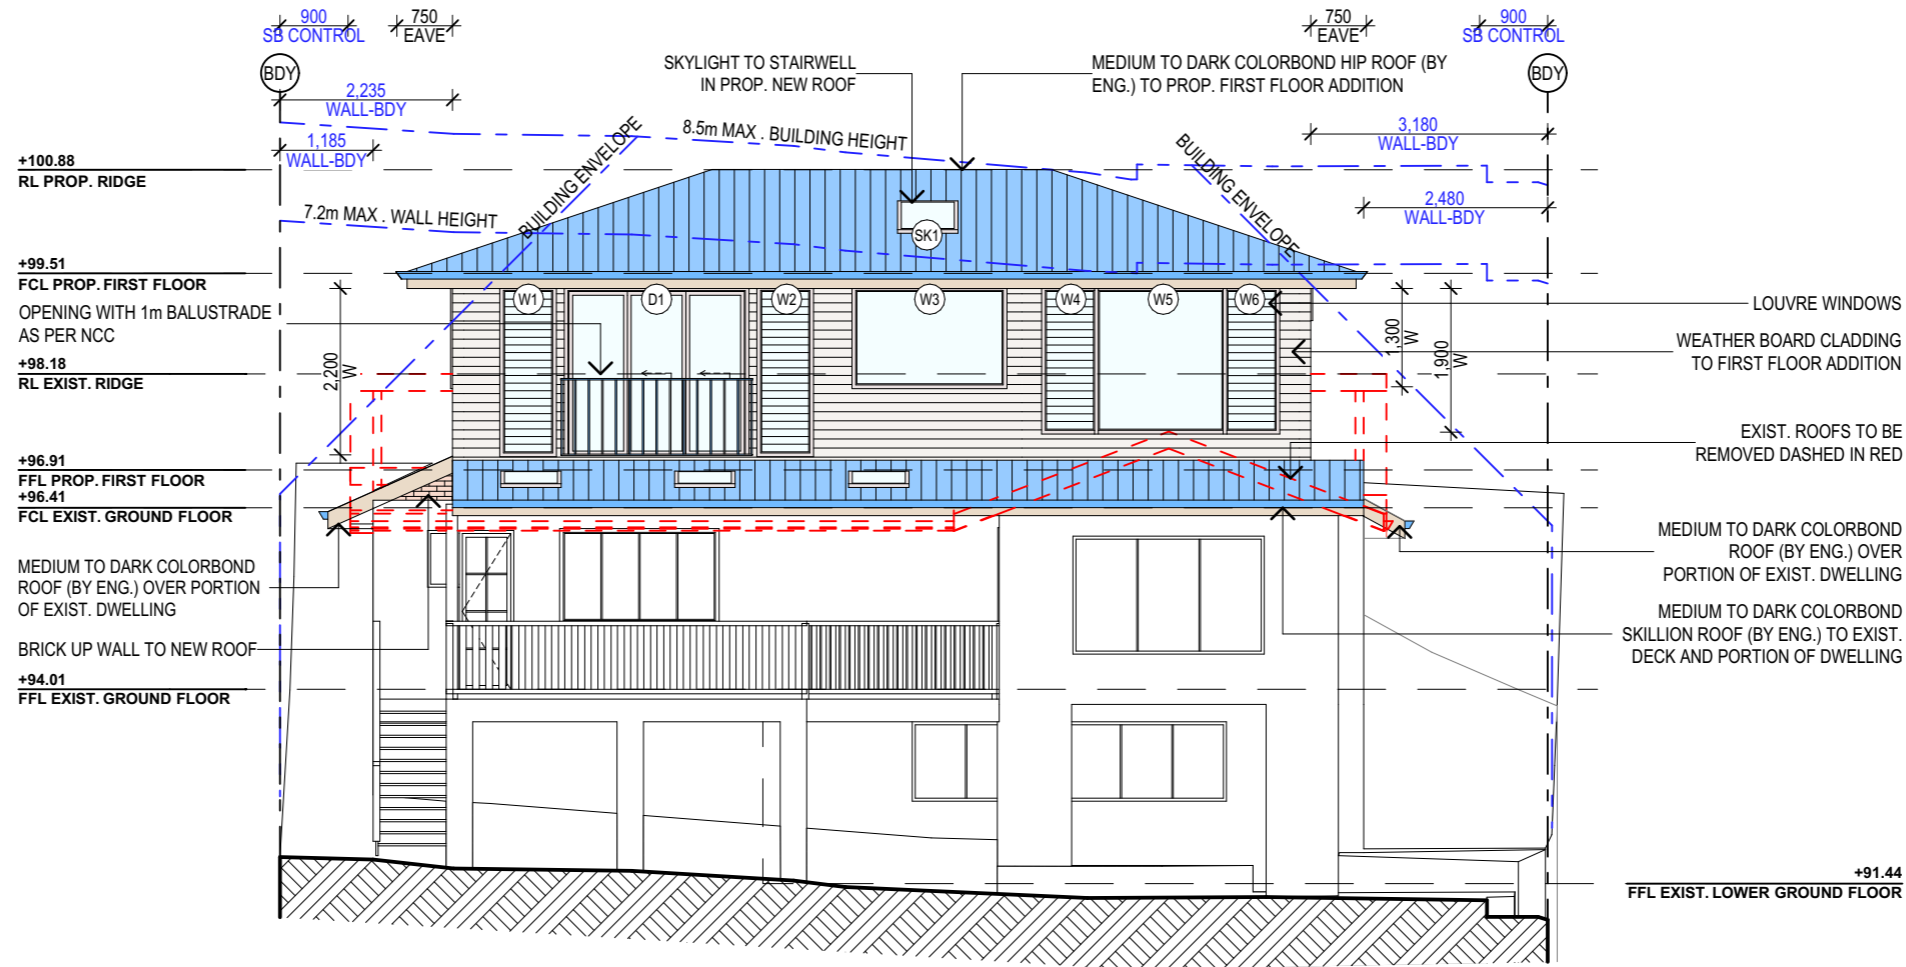 900
SB CONTROL
750
EAVE
750
EAVE
900
SB CONTROL
BDY
BDY
SKYLIGHT TO STAIRWELL
IN PROP. NEW ROOF
MEDIUM TO DARK COLORBOND HIP ROOF (BY
ENG.) TO PROP. FIRST FLOOR ADDITION
2,235
WALL-BDY
1,185
WALL-BDY
3,180
WALL-BDY
2,480
WALL-BDY
8.5m MAX . BUILDING HEIGHT
7.2m MAX . WALL HEIGHT
BUILDING ENVELOPE
BUILDING ENVELOPE
+100.88
RL PROP. RIDGE
+99.51
FCL PROP. FIRST FLOOR
OPENING WITH 1m BALUSTRADE
AS PER NCC
+98.18
RL EXIST. RIDGE
+96.91
FFL PROP. FIRST FLOOR
+96.41
FCL EXIST. GROUND FLOOR
MEDIUM TO DARK COLORBOND
ROOF (BY ENG.) OVER PORTION
OF EXIST. DWELLING
BRICK UP WALL TO NEW ROOF
+94.01
FFL EXIST. GROUND FLOOR
SK1
W1
D1
W2
W3
W4
W5
W6
2,200
W
1,300
W
1,900
W
LOUVRE WINDOWS
WEATHER BOARD CLADDING
TO FIRST FLOOR ADDITION
EXIST. ROOFS TO BE
REMOVED DASHED IN RED
MEDIUM TO DARK COLORBOND
ROOF (BY ENG.) OVER
PORTION OF EXIST. DWELLING
MEDIUM TO DARK COLORBOND
SKILLION ROOF (BY ENG.) TO EXIST.
DECK AND PORTION OF DWELLING
+91.44
FFL EXIST. LOWER GROUND FLOOR